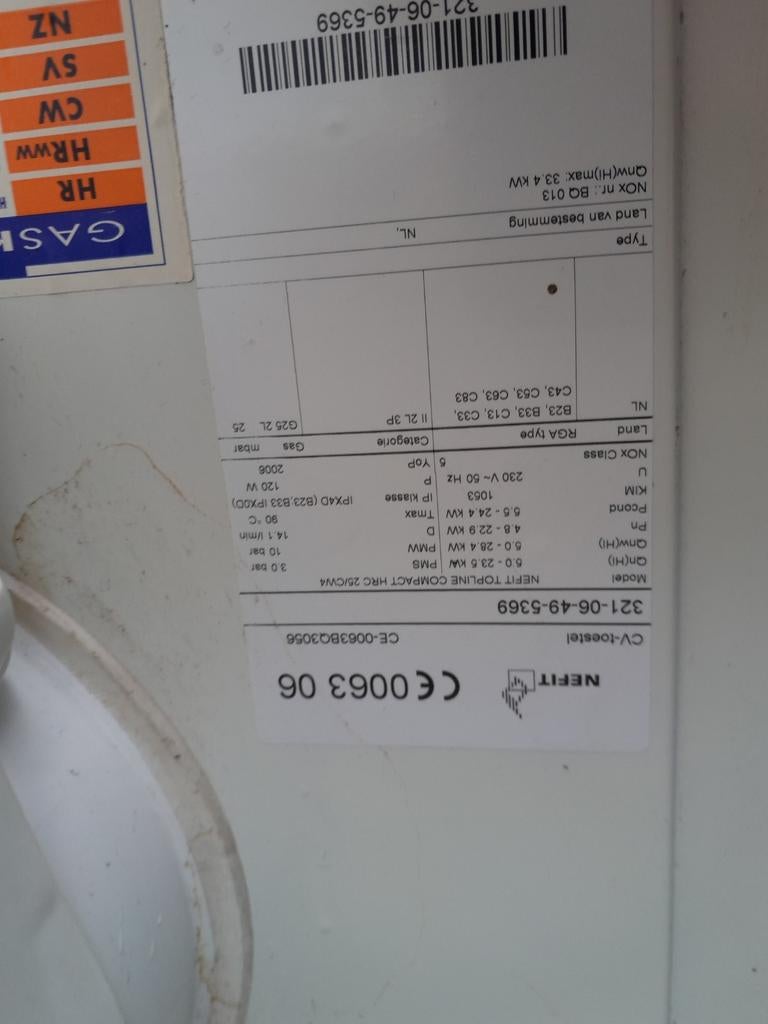 NEFIT
CE 0063 06
CV-toestel CE-0063BQ3056
321-06-49-5369
Model NEFIT TOPLINE COMPACT HRC 25/CW4
Qn(Hi) 5.0 - 23.5 kW PMS 3.0 bar
Qnw(Hi) 5.0 - 28.4 kW PMW 10 bar
Pn 4.8 - 22.9 kW D 14.1 l/min
Pcond 5.5 - 24.4 kW Tmax 90 °C
KIM 1053 IP klasse IPX4D (B23,B33 IPX0D)
U 230 V~ 50 Hz P 120 W
NOx Class 5 YoP 2006
Land RGA type Categorie Gas mbar
NL B23, B33, C13, C33, II 2L 3P G25 2L 25
C43, C53, C63, C83
Type
Land van bestemming NL,
NOx nr.: BQ 013
Qnw(Hi)max: 33.4 kW
321-06-49-5369
GASK
HR
HRww
CW
SV
NZ